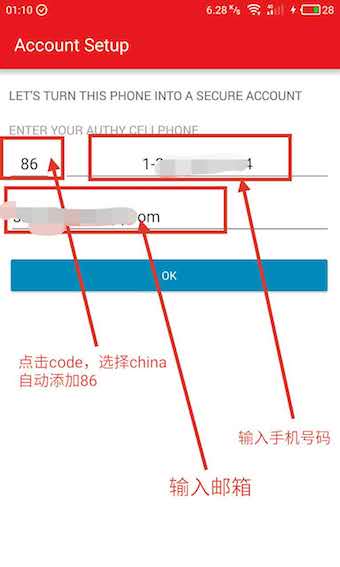 01:10 6.28 K/s 4G 28
Account Setup
LET'S TURN THIS PHONE INTO A SECURE ACCOUNT
ENTER YOUR AUTHY CELLPHONE
86 1- 4
om
OK
点击code，选择china
自动添加86
输入手机号码
输入邮箱